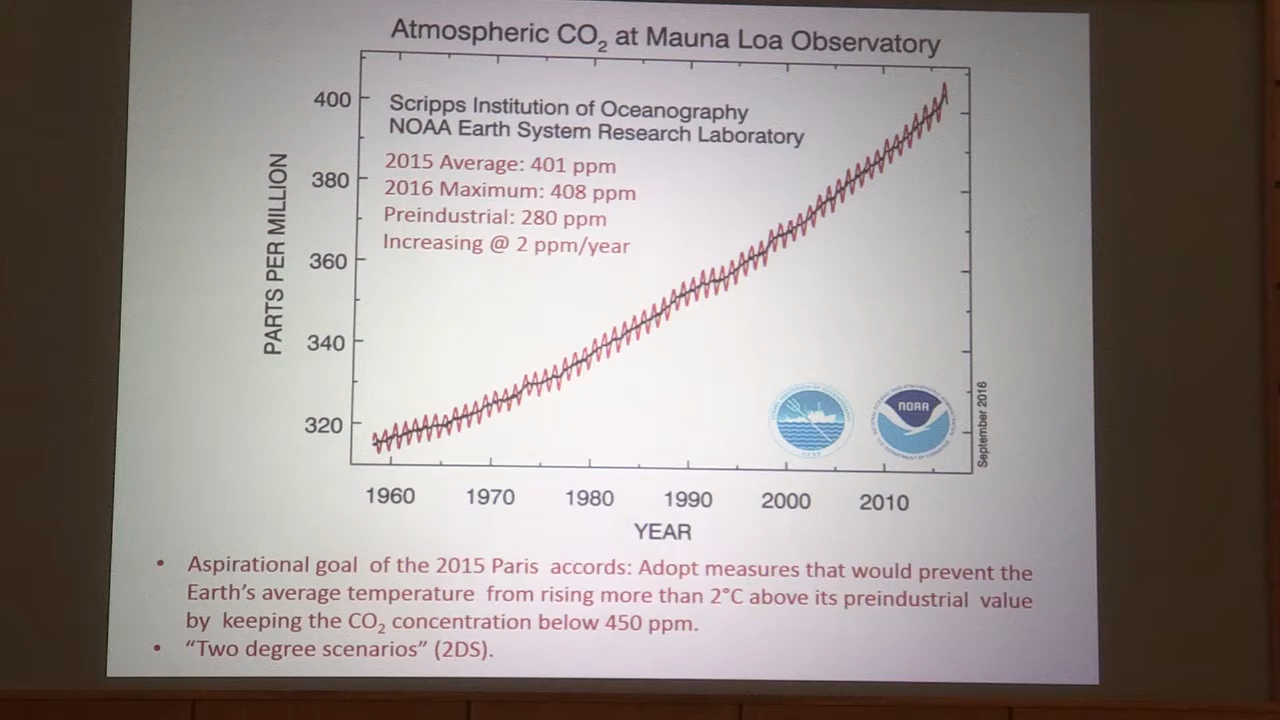 Atmospheric CO₂ at Mauna Loa Observatory
Scripps Institution of Oceanography
NOAA Earth System Research Laboratory
2015 Average: 401 ppm
2016 Maximum: 408 ppm
Preindustrial: 280 ppm
Increasing @ 2 ppm/year
PARTS PER MILLION
400
380
360
340
320
NOAA
September 2016
1960 1970 1980 1990 2000 2010
YEAR
• Aspirational goal of the 2015 Paris accords: Adopt measures that would prevent the
Earth's average temperature from rising more than 2°C above its preindustrial value
by keeping the CO₂ concentration below 450 ppm.
• “Two degree scenarios” (2DS).